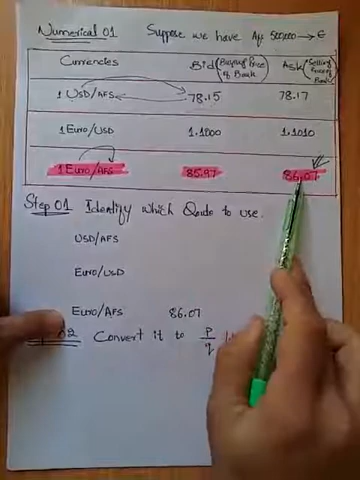 Numerical 01 Suppose we have Afs 500,000 → €
Currencies Bid (Buying Price of Bank) Ask (Selling Price of Bank)
1 USD/AFS 78.15 78.17
1 Euro/USD 1.1000 1.1010
1 Euro/AFS 85.97 86.07
Step 01 Identify which Quote to use.
USD/AFS
Euro/USD
Euro/AFS 86.07
Convert it to P/q